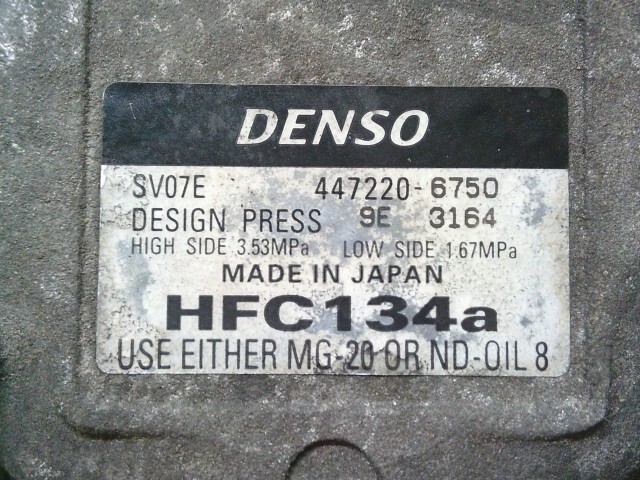 DENSO
SV07E 447220-6750
DESIGN PRESS 9E 3164
HIGH SIDE 3.53MPa LOW SIDE 1.67MPa
MADE IN JAPAN
HFC134a
USE EITHER MG-20 OR ND-OIL 8